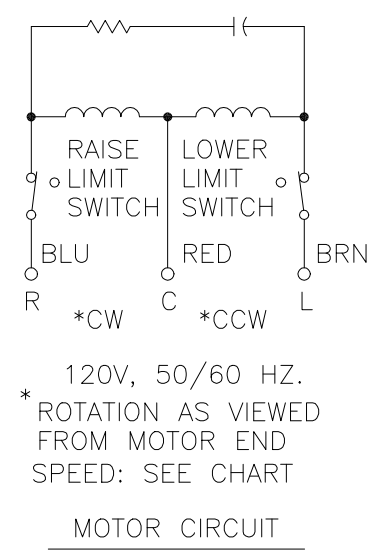 RAISE LOWER
LIMIT LIMIT
SWITCH SWITCH
BLU RED BRN
R C L
*CW *CCW
120V, 50/60 HZ.
* ROTATION AS VIEWED
FROM MOTOR END
SPEED: SEE CHART
MOTOR CIRCUIT